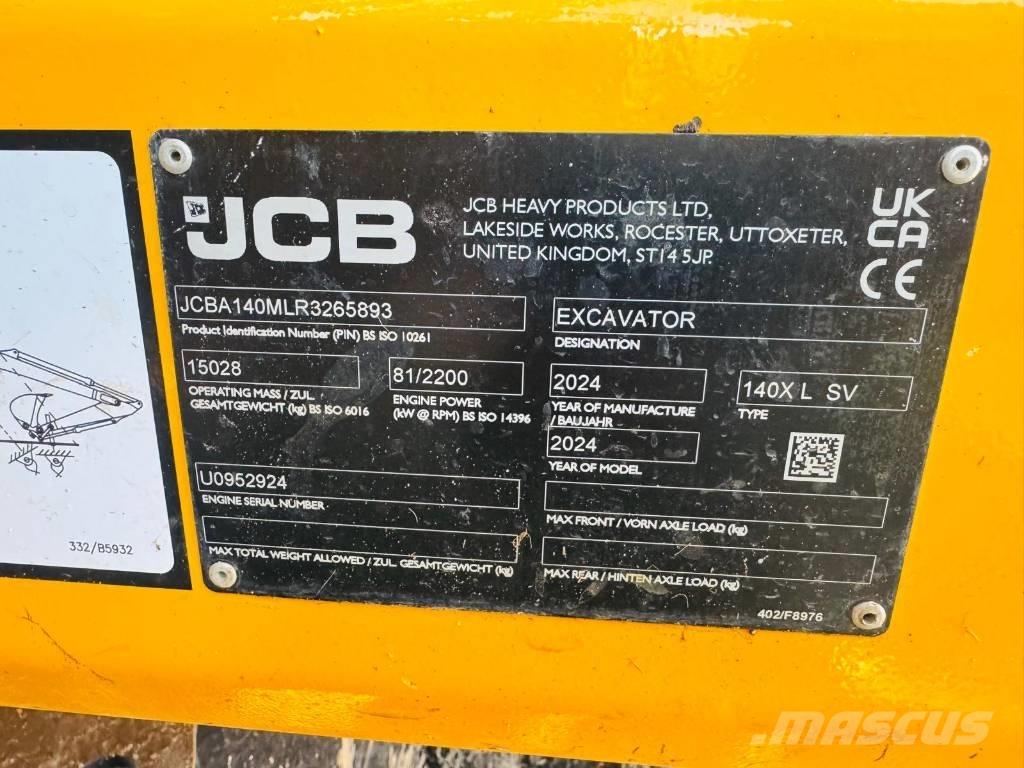 JCB
JCB HEAVY PRODUCTS LTD,
LAKESIDE WORKS, ROCESTER, UTTOXETER,
UNITED KINGDOM, ST14 5JP.
UK
CA
CE
JCBA140MLR3265893
Product Identification Number (PIN) BS ISO 10261
EXCAVATOR
DESIGNATION
15028
OPERATING MASS / ZUL.
GESAMTGEWICHT (kg) BS ISO 6016
81/2200
ENGINE POWER
(kW @ RPM) BS ISO 14396
2024
YEAR OF MANUFACTURE
/ BAUJAHR
140X L SV
TYPE
2024
YEAR OF MODEL
U0952924
ENGINE SERIAL NUMBER
MAX FRONT / VORN AXLE LOAD (kg)
MAX TOTAL WEIGHT ALLOWED / ZUL. GESAMTGEWICHT (kg)
MAX REAR / HINTEN AXLE LOAD (kg)
402/F8976
332/B5932
MASCUS